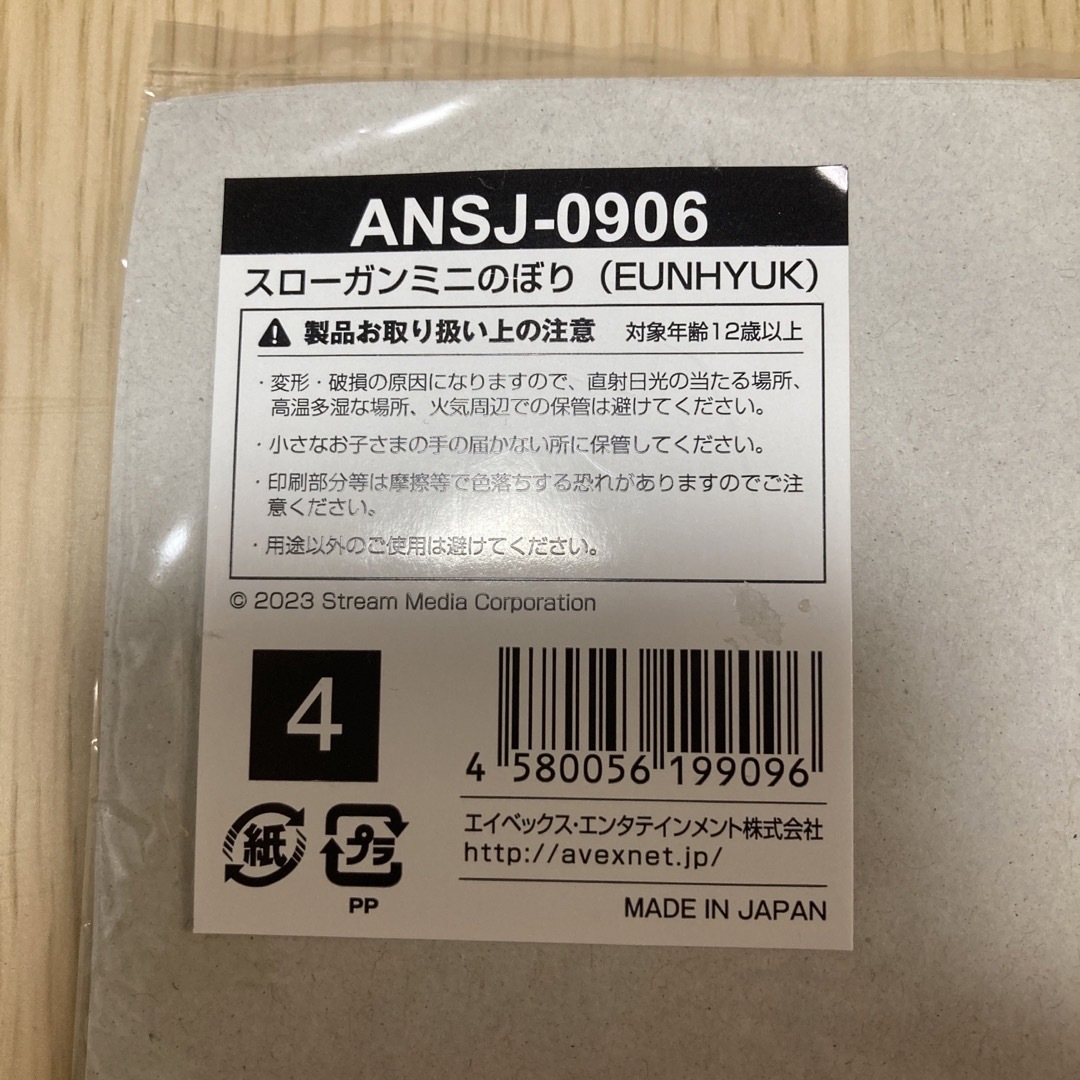 ANSJ-0906
スローガンミニのぼり（EUNHYUK）
製品お取り扱い上の注意 対象年齢12歳以上
・変形・破損の原因になりますので、直射日光の当たる場所、
高温多湿な場所、火気周辺での保管は避けてください。
・小さなお子さまの手の届かない所に保管してください。
・印刷部分等は摩擦等で色落ちする恐れがありますのでご注
意ください。
・用途以外のご使用は避けてください。
© 2023 Stream Media Corporation
4
4 580056 199096
紙
プラ
PP
エイベックス・エンタテインメント株式会社
http://avexnet.jp/
MADE IN JAPAN